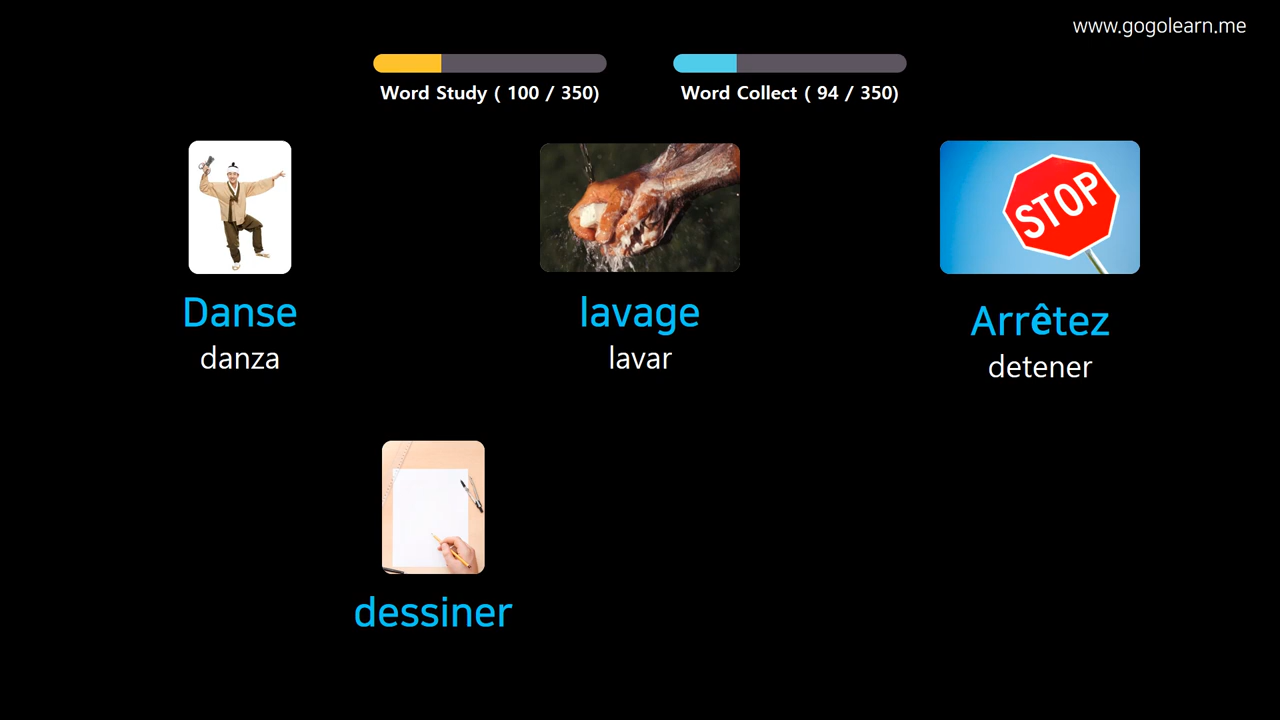 www.gogolearn.me
Word Study ( 100 / 350)
Word Collect ( 94 / 350)
STOP
Danse
danza
lavage
lavar
Arrêtez
detener
dessiner